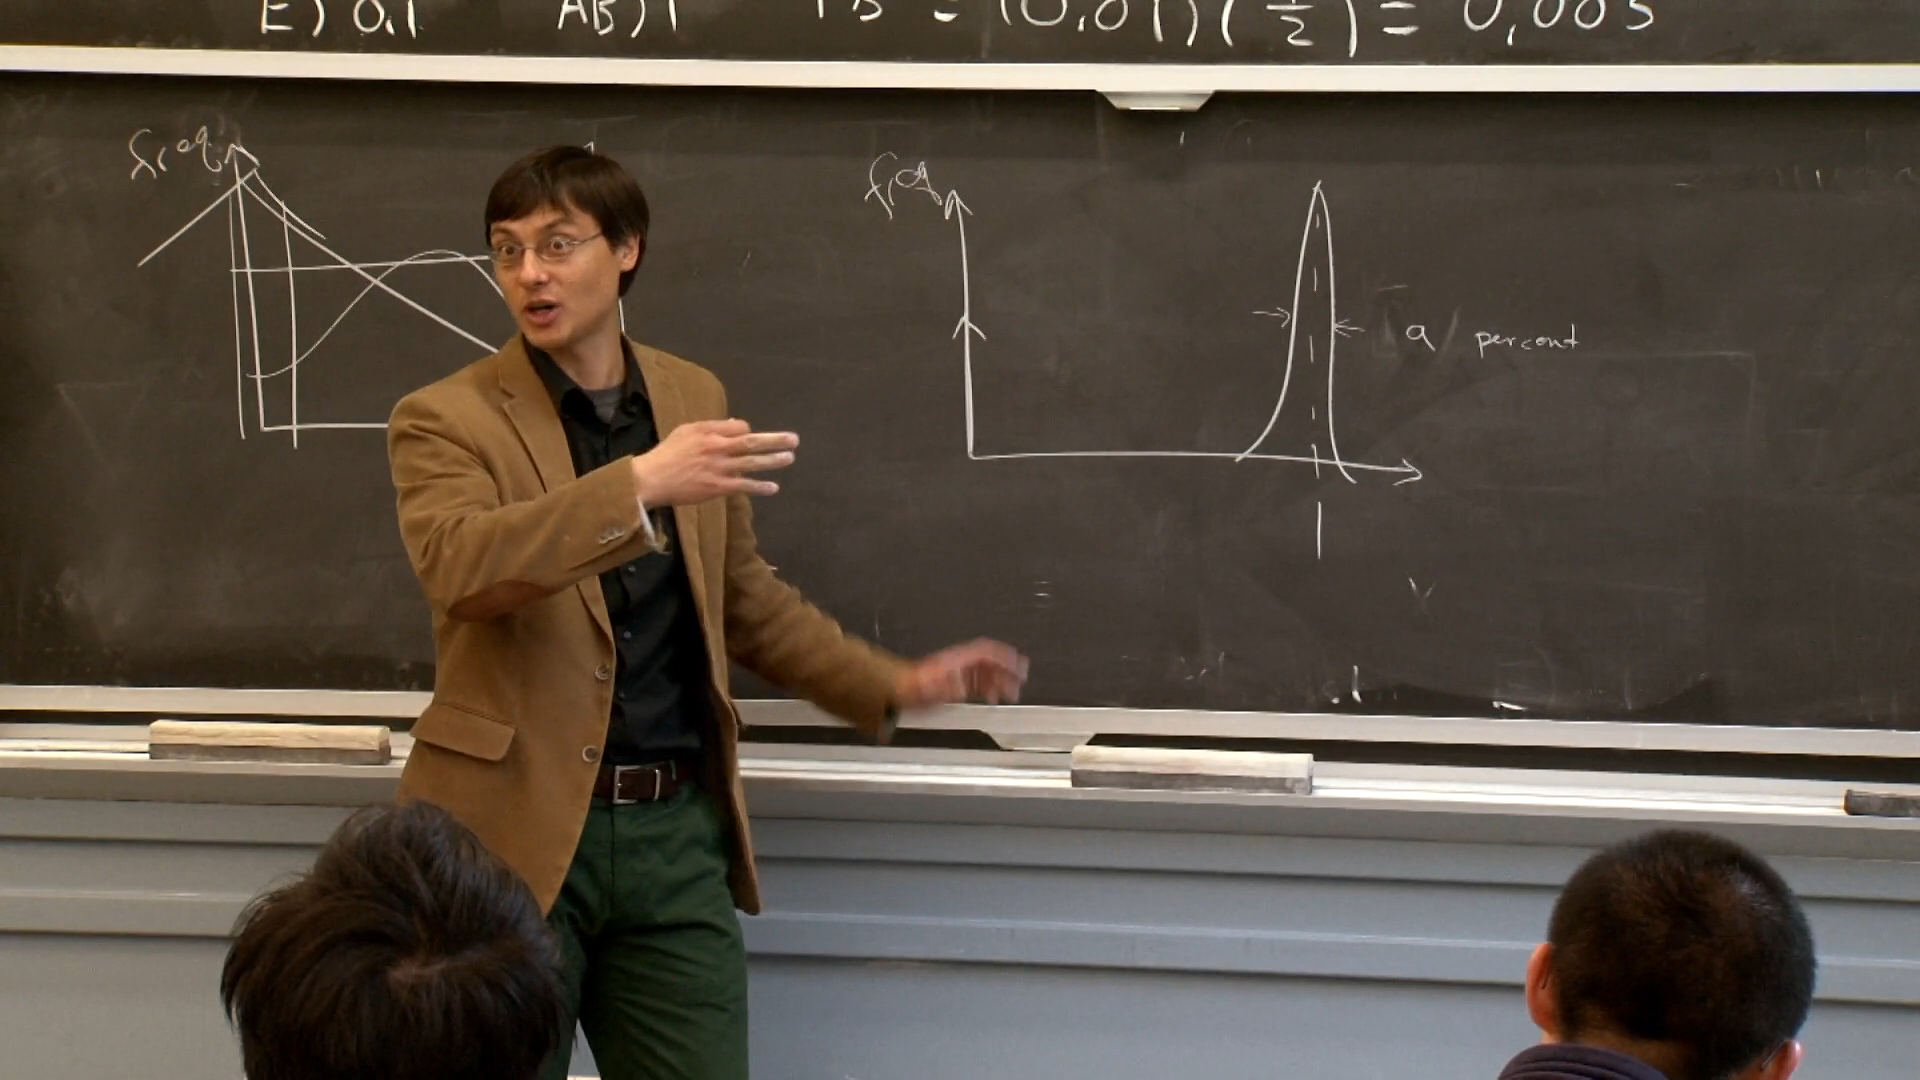 E) 0.1 AB) 1 = (0.01) (1/2) = 0.005
freq
freq
a percent